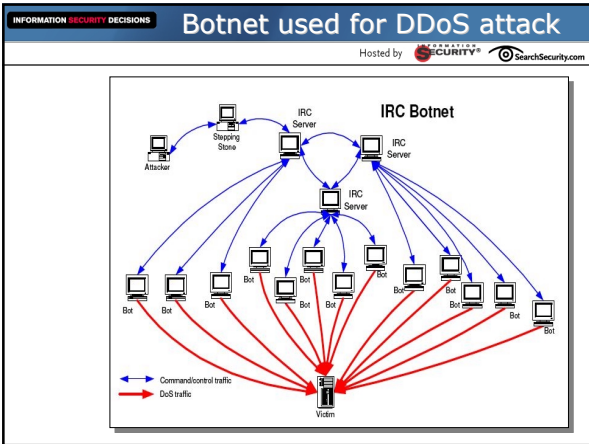 INFORMATION SECURITY DECISIONS
Botnet used for DDoS attack
Hosted by
INFORMATION
SECURITY®
SearchSecurity.com
IRC Botnet
IRC
Server
Stepping
Stone
Attacker
IRC
Server
IRC
Server
Bot
Bot
Bot
Bot
Bot
Bot
Bot
Bot
Bot
Bot
Bot
Bot
Bot
Command/control traffic
DoS traffic
Victim